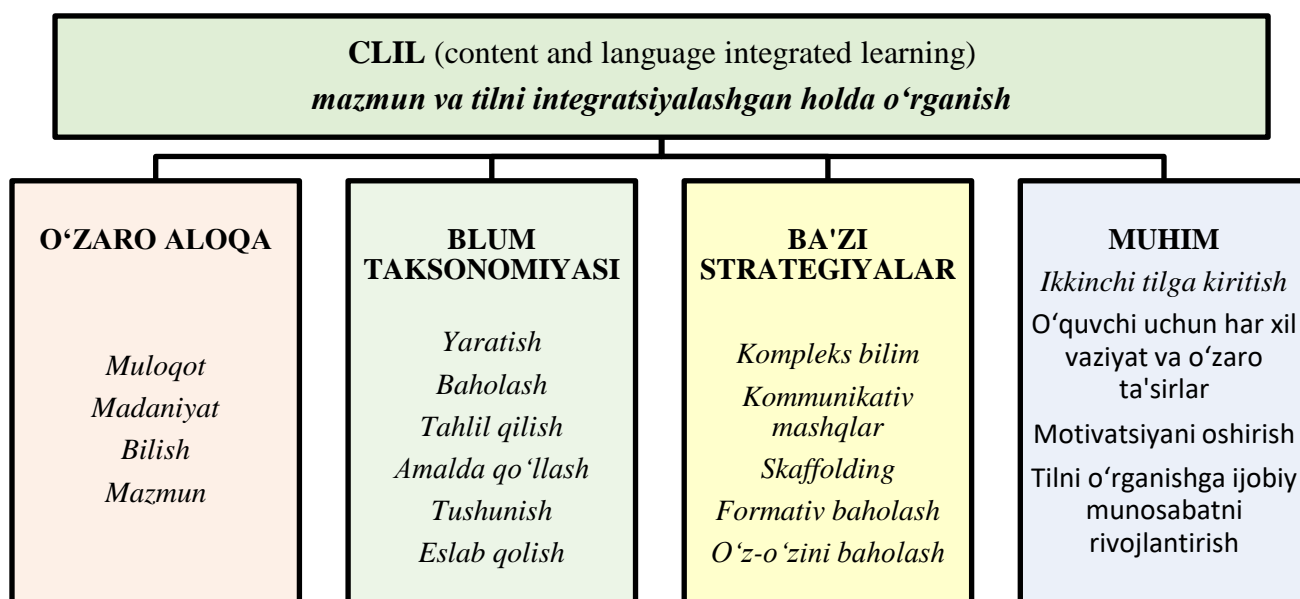 CLIL (content and language integrated learning)
mazmun va tilni integratsiyalashgan holda o‘rganish
O‘ZARO ALOQA
Muloqot
Madaniyat
Bilish
Mazmun
BLUM
TAKSONOMIYASI
Yaratish
Baholash
Tahlil qilish
Amalda qo‘llash
Tushunish
Eslab qolish
BA'ZI
STRATEGIYALAR
Kompleks bilim
Kommunikativ
mashqlar
Skaffolding
Formativ baholash
O‘z-o‘zini baholash
MUHIM
Ikkinchi tilga kiritish
O‘quvchi uchun har xil
vaziyat va o‘zaro
ta'sirlar
Motivatsiyani oshirish
Tilni o‘rganishga ijobiy
munosabatni
rivojlantirish